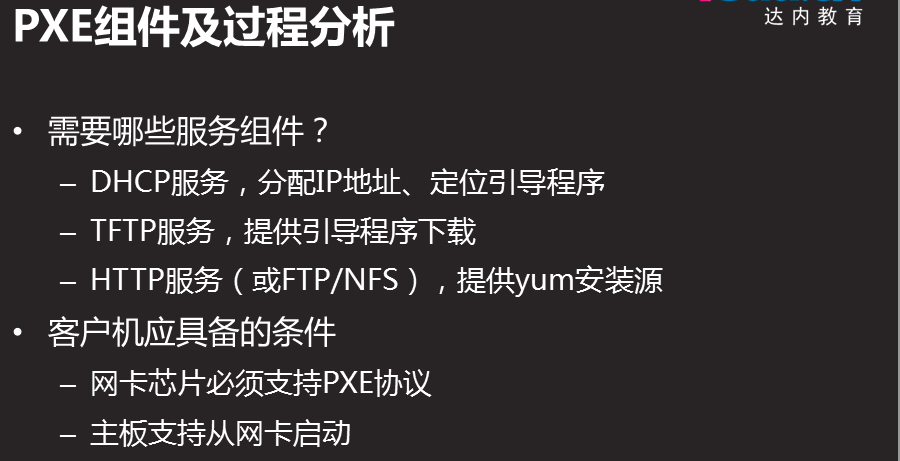 PXE组件及过程分析
达内教育
• 需要哪些服务组件？
– DHCP服务，分配IP地址、定位引导程序
– TFTP服务，提供引导程序下载
– HTTP服务（或FTP/NFS），提供yum安装源
• 客户机应具备的条件
– 网卡芯片必须支持PXE协议
– 主板支持从网卡启动